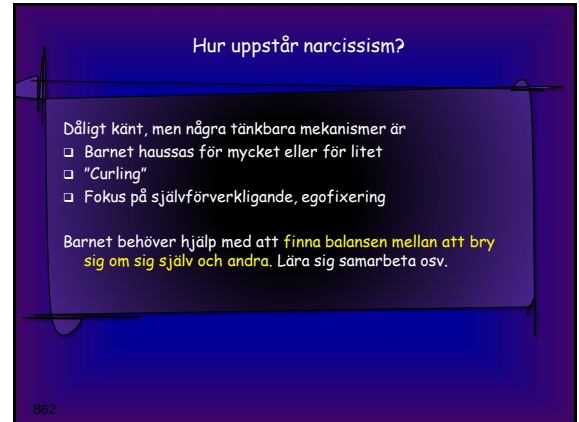 Hur uppstår narcissism?
Dåligt känt, men några tänkbara mekanismer är
❑ Barnet haussas för mycket eller för litet
❑ "Curling"
❑ Fokus på självförverkligande, egofixering
Barnet behöver hjälp med att finna balansen mellan att bry
sig om sig själv och andra. Lära sig samarbeta osv.
862